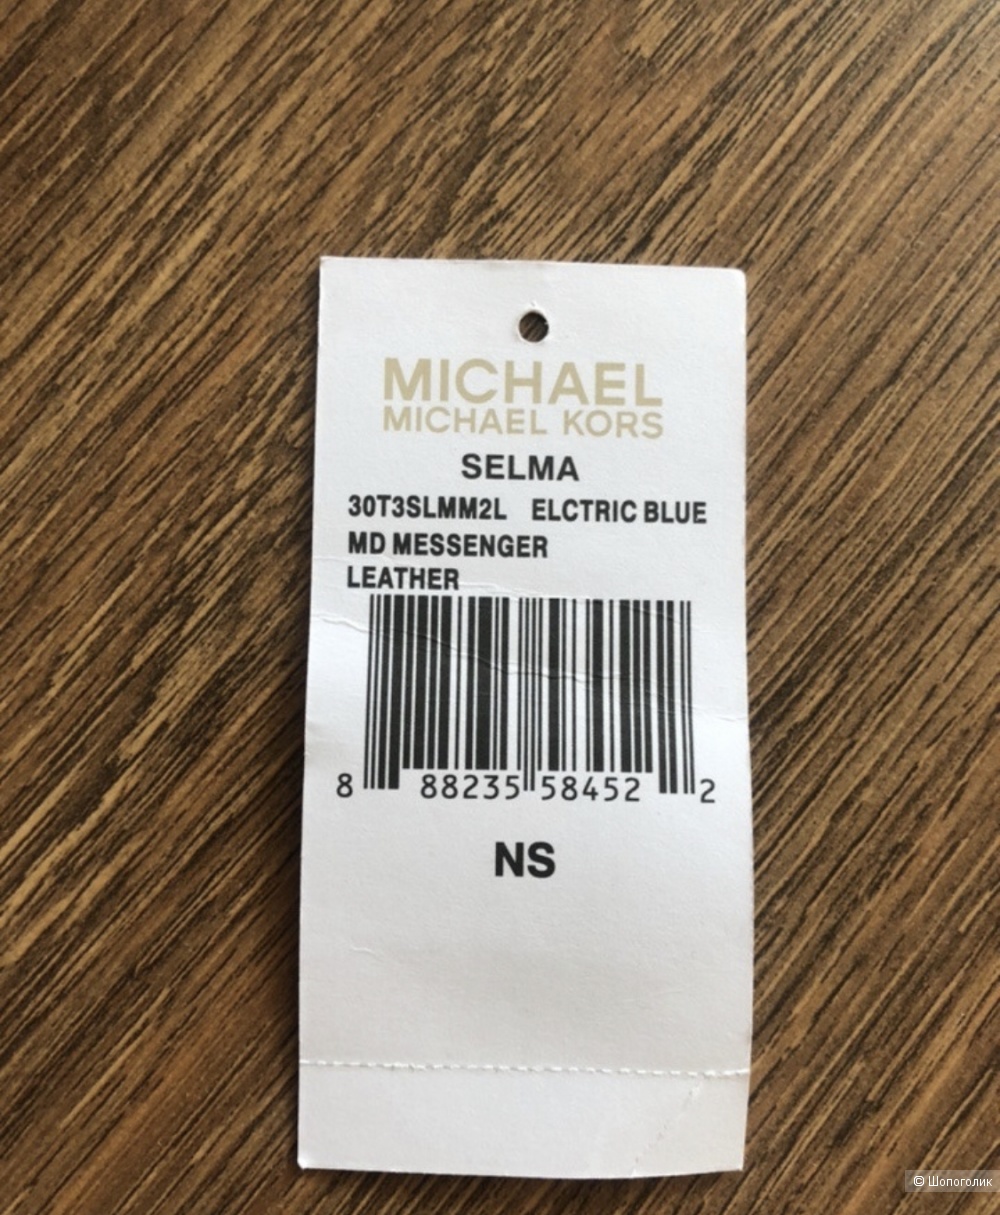 MICHAEL
MICHAEL KORS
SELMA
30T3SLMM2L ELCTRIC BLUE
MD MESSENGER
LEATHER
8 88235 58452 2
NS
© Шопоголик